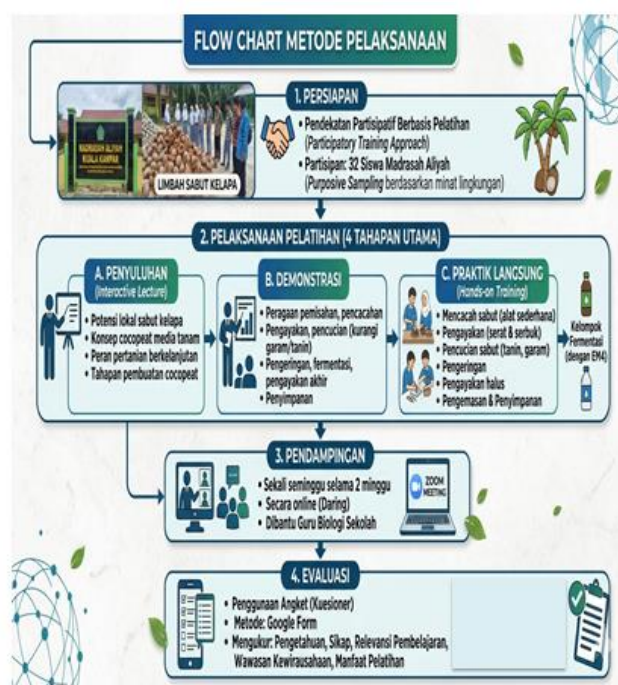 FLOW CHART METODE PELAKSANAAN
MADRASAH ALIYAH
KUALA KAMPAR
LIMBAH SABUT KELAPA
1. PERSIAPAN
• Pendekatan Partisipatif Berbasis Pelatihan
(Participatory Training Approach)
• Partisipan: 32 Siswa Madrasah Aliyah
(Purposive Sampling berdasarkan minat lingkungan)
2. PELAKSANAAN PELATIHAN (4 TAHAPAN UTAMA)
A. PENYULUHAN
(Interactive Lecture)
• Potensi lokal sabut kelapa
• Konsep cocopeat media tanam
• Peran pertanian berkelanjutan
• Tahapan pembuatan cocopeat
B. DEMONSTRASI
• Peragaan pemisahan, pencacahan
• Pengayakan, pencucian (kurangi
garam/tanin)
• Pengeringan, fermentasi,
pengayakan akhir
• Penyimpanan
C. PRAKTIK LANGSUNG
(Hands-on Training)
• Mencacah sabut (alat sederhana)
• Pengayakan (serat & serbuk)
• Pencucian sabut (tanin, garam)
• Pengeringan
• Pengayakan halus
• Pengemasan & Penyimpanan
Kelompok
Fermentasi
(dengan EM4)
3. PENDAMPINGAN
• Sekali seminggu selama 2 minggu
• Secara online (Daring)
• Dibantu Guru Biologi Sekolah
ZOOM
MEETING
4. EVALUASI
• Penggunaan Angket (Kuesioner)
• Metode: Google Form
• Mengukur: Pengetahuan, Sikap, Relevansi Pembelajaran,
Wawasan Kewirausahaan, Manfaat Pelatihan